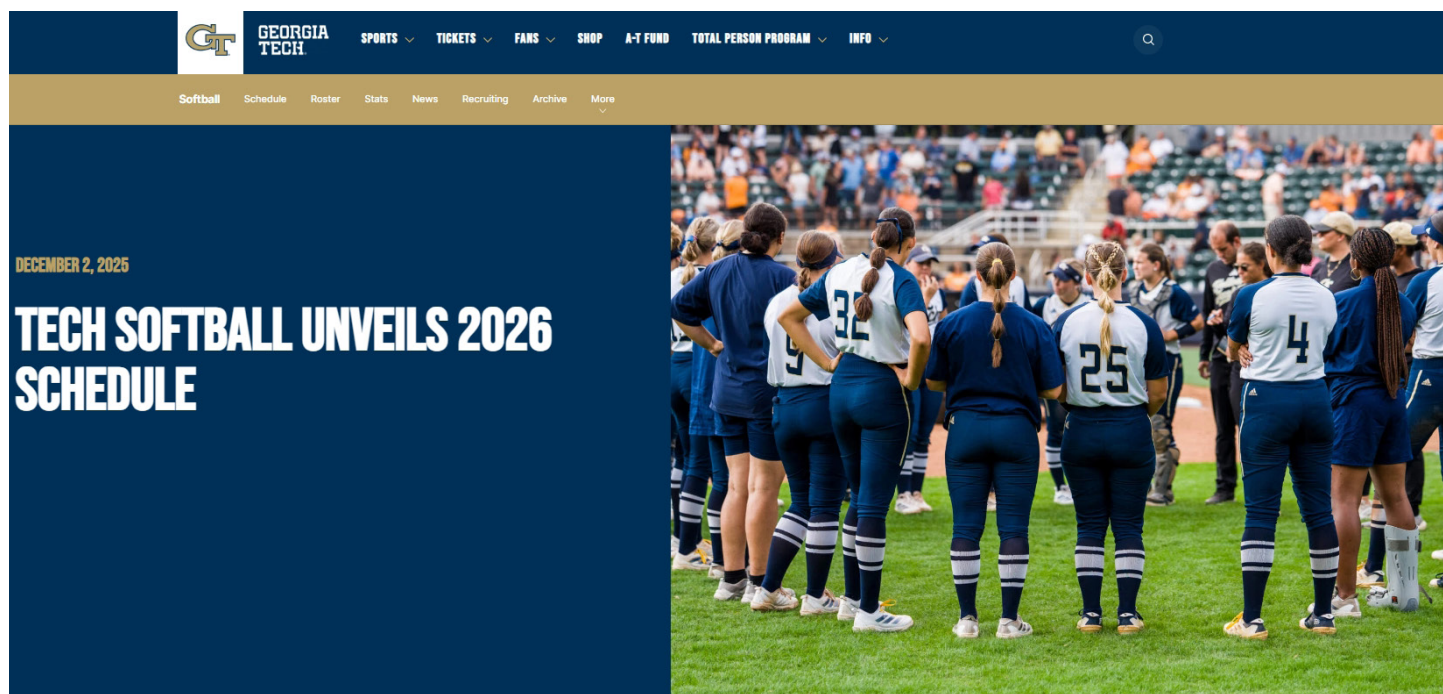 GT GEORGIA TECH SPORTS TICKETS FANS SHOP A-T FUND TOTAL PERSON PROGRAM INFO
Softball Schedule Roster Stats News Recruiting Archive More
DECEMBER 2, 2025
TECH SOFTBALL UNVEILS 2026
SCHEDULE
9 32 25 4